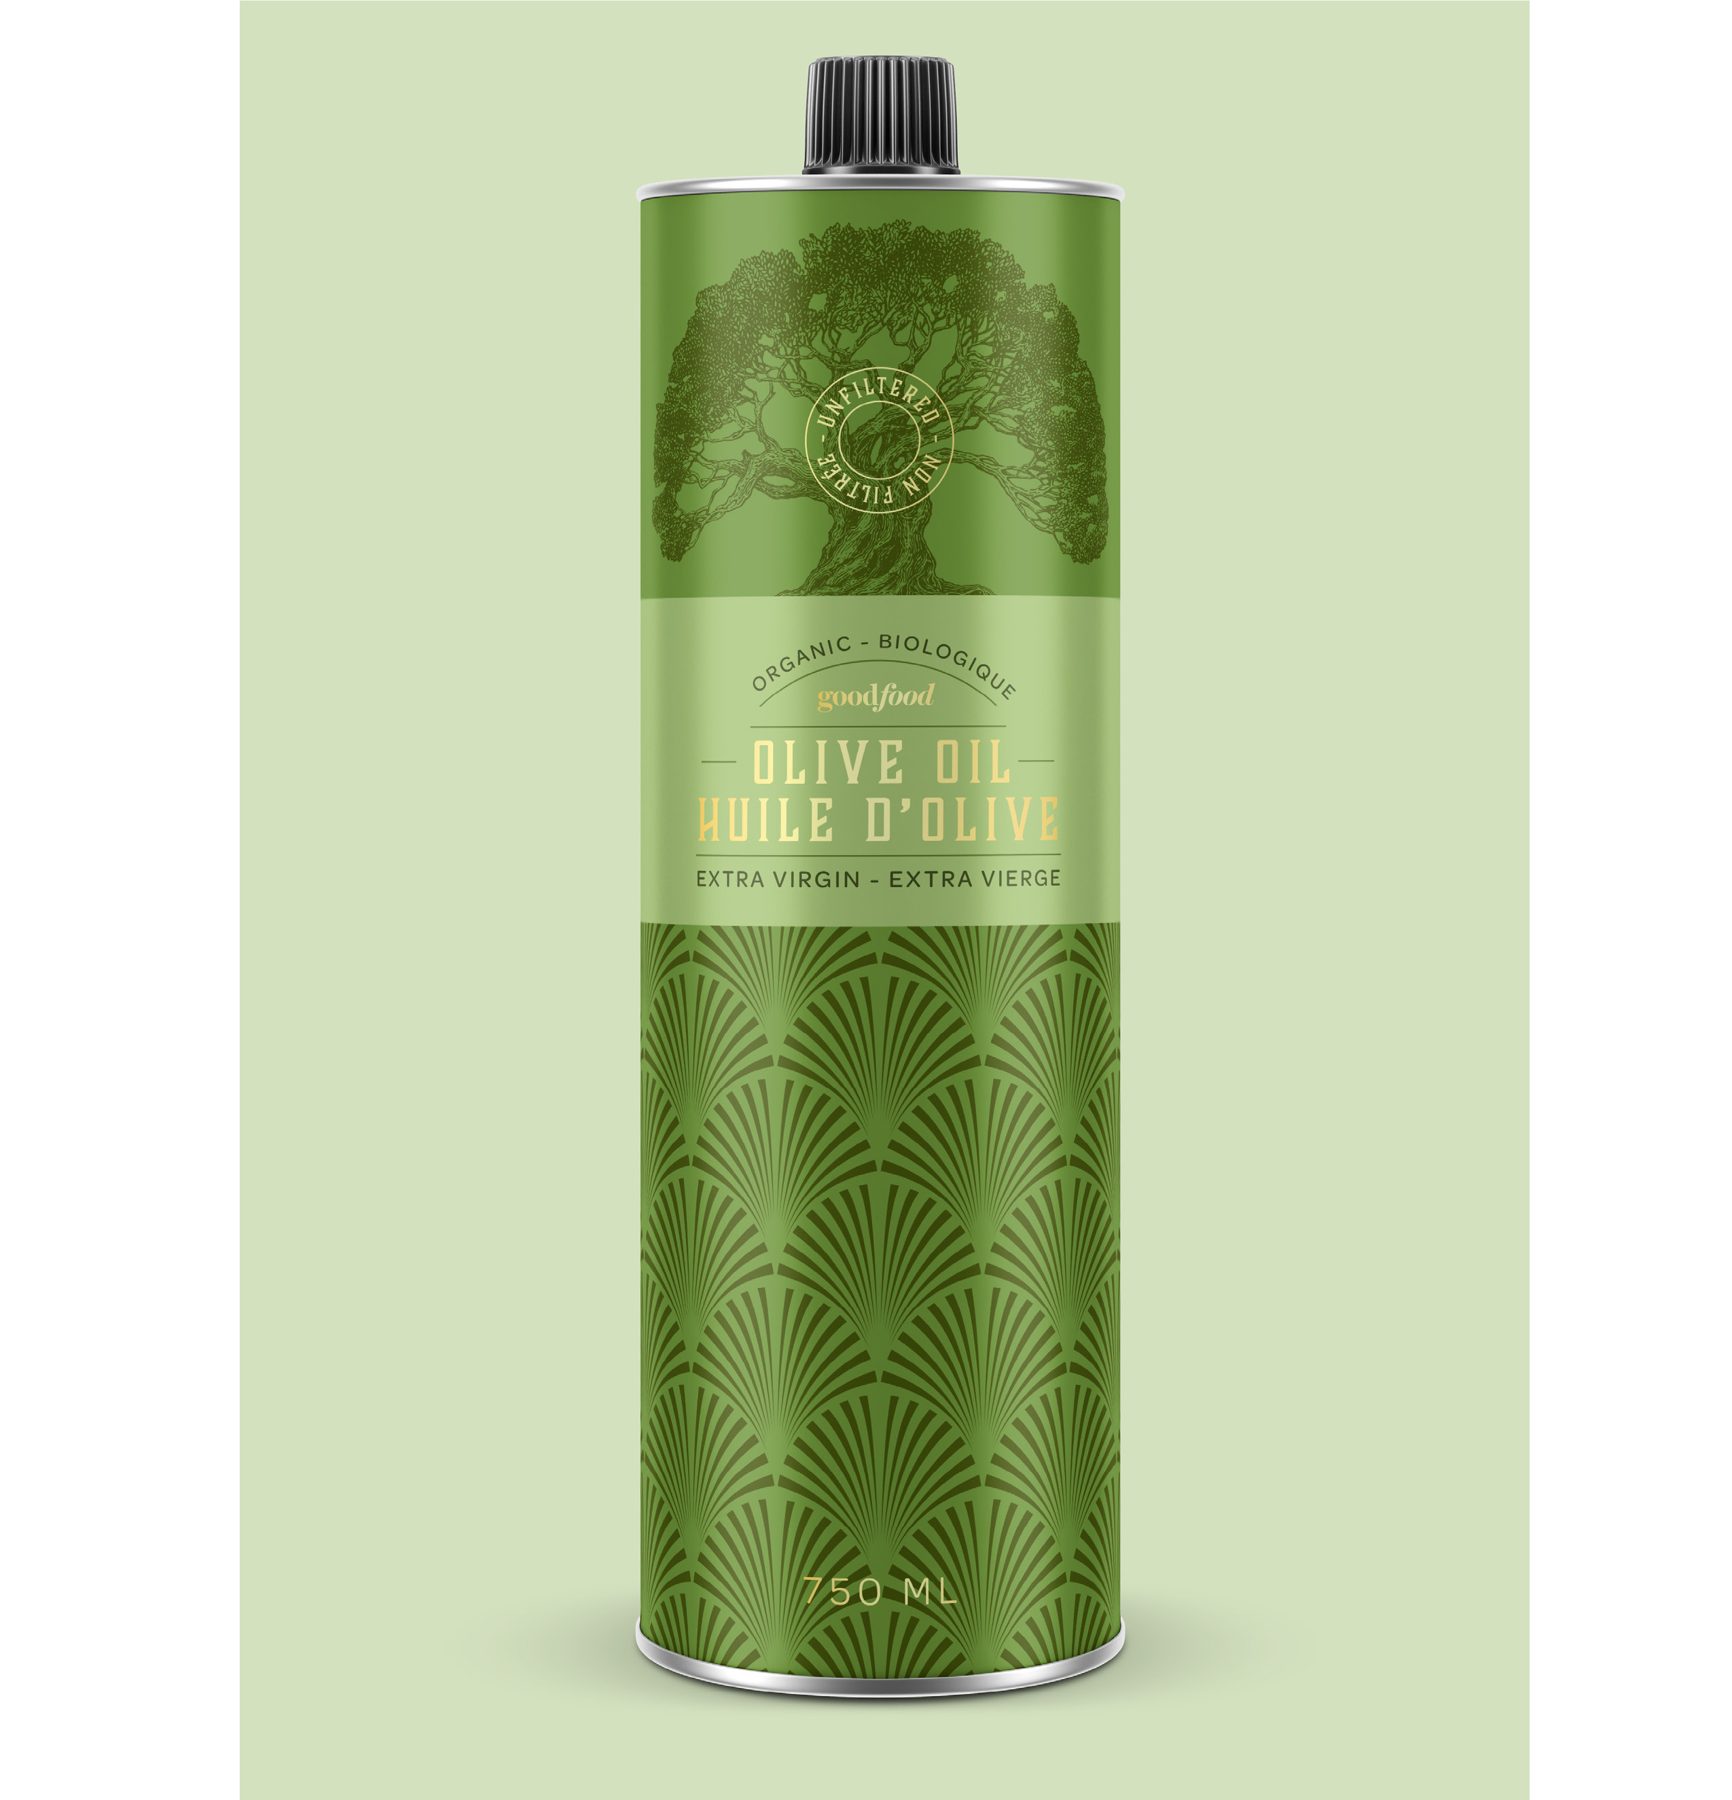 - UNFILTERED -
NON FILTRÉE
ORGANIC - BIOLOGIQUE
goodfood
OLIVE OIL
HUILE D'OLIVE
EXTRA VIRGIN - EXTRA VIERGE
750 ML